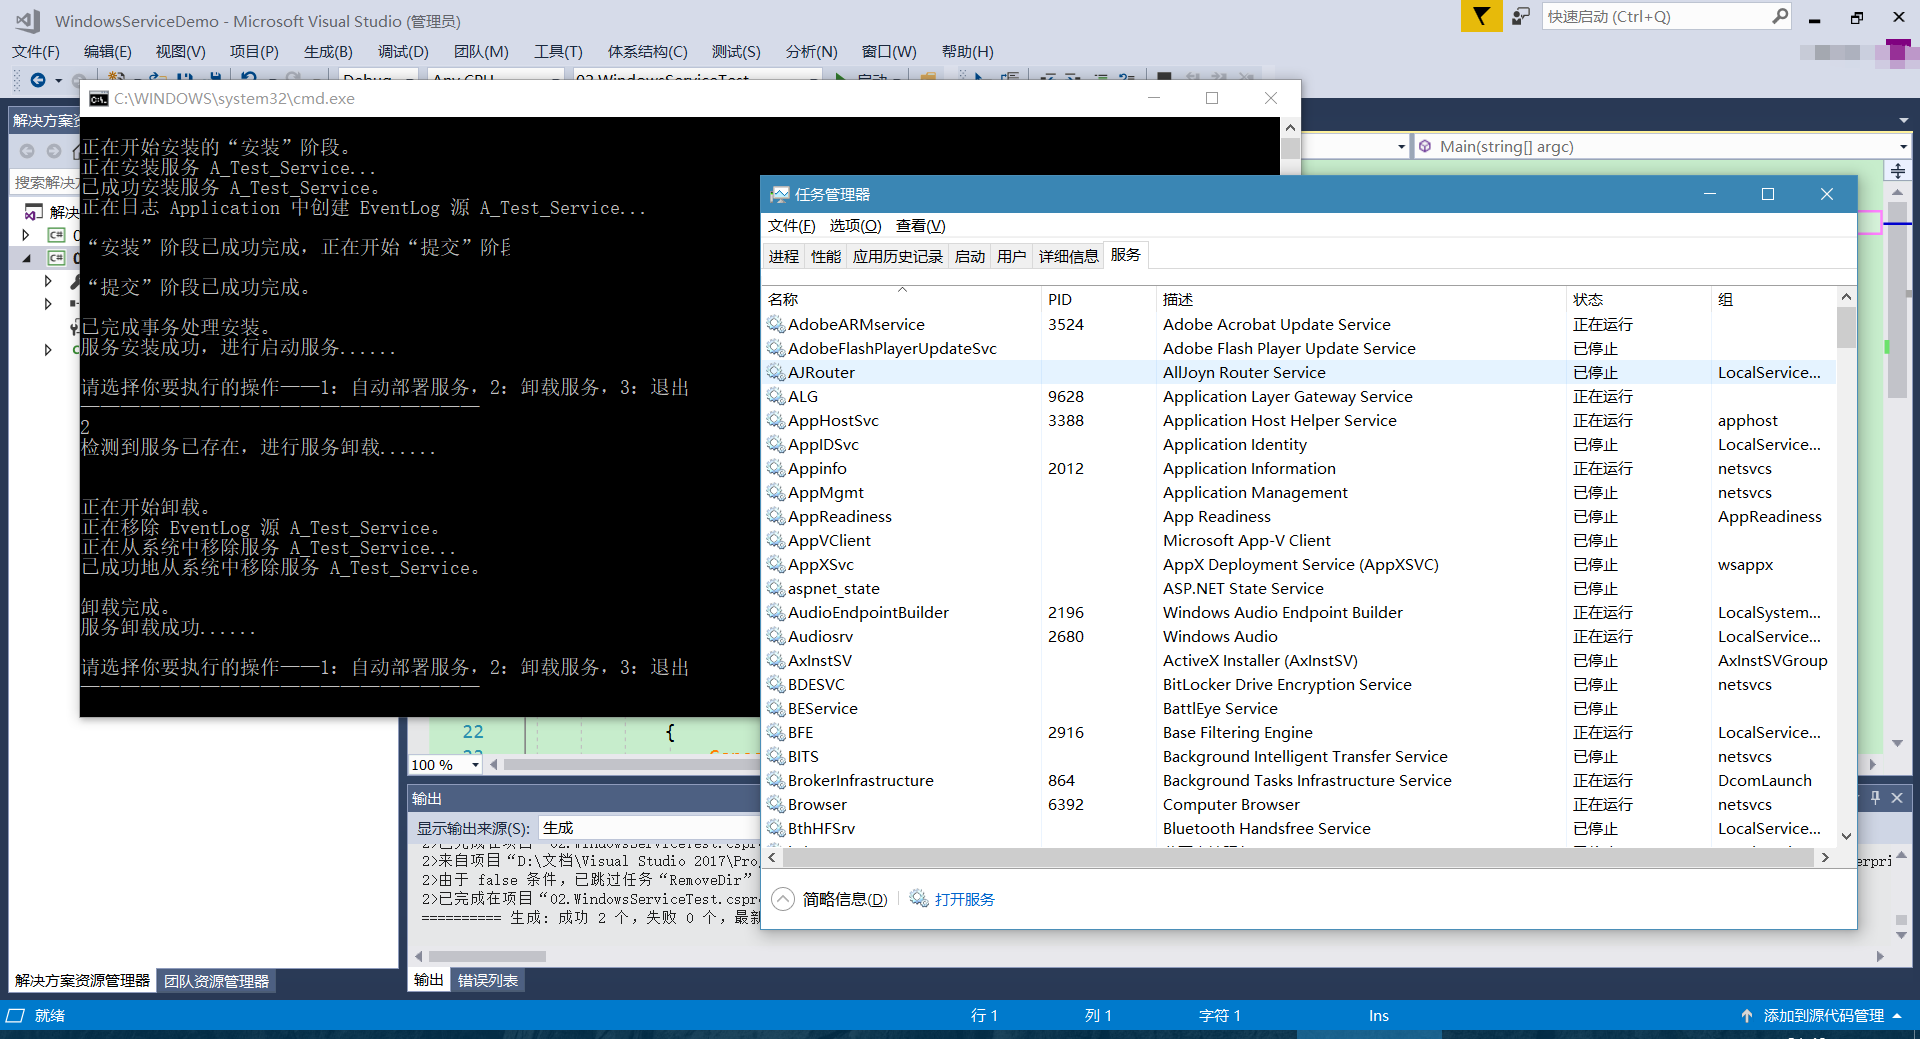 WindowsServiceDemo - Microsoft Visual Studio (管理员)
快速启动 (Ctrl+Q)
文件(F) 编辑(E) 视图(V) 项目(P) 生成(B) 调试(D) 团队(M) 工具(T) 体系结构(C) 测试(S) 分析(N) 窗口(W) 帮助(H)
Debug Any CPU 02.WindowsServiceTest 启动
C:\WINDOWS\system32\cmd.exe
解决方案资
搜索解决方
解决
Main(string[] argc)
正在开始安装的“安装”阶段。
正在安装服务 A_Test_Service...
已成功安装服务 A_Test_Service。
正在日志 Application 中创建 EventLog 源 A_Test_Service...
“安装”阶段已成功完成，正在开始“提交”阶段
“提交”阶段已成功完成。
已完成事务处理安装。
服务安装成功，进行启动服务......
请选择你要执行的操作——1：自动部署服务，2：卸载服务，3：退出
————————————————————
2
检测到服务已存在，进行服务卸载......
正在开始卸载。
正在移除 EventLog 源 A_Test_Service。
正在从系统中移除服务 A_Test_Service...
已成功地从系统中移除服务 A_Test_Service。
卸载完成。
服务卸载成功......
请选择你要执行的操作——1：自动部署服务，2：卸载服务，3：退出
————————————————————
任务管理器
文件(F) 选项(O) 查看(V)
进程 性能 应用历史记录 启动 用户 详细信息 服务
名称 PID 描述 状态 组
AdobeARMservice 3524 Adobe Acrobat Update Service 正在运行
AdobeFlashPlayerUpdateSvc Adobe Flash Player Update Service 已停止
AJRouter AllJoyn Router Service 已停止 LocalService...
ALG 9628 Application Layer Gateway Service 正在运行
AppHostSvc 3388 Application Host Helper Service 正在运行 apphost
AppIDSvc Application Identity 已停止 LocalService...
Appinfo 2012 Application Information 正在运行 netsvcs
AppMgmt Application Management 已停止 netsvcs
AppReadiness App Readiness 已停止 AppReadiness
AppVClient Microsoft App-V Client 已停止
AppXSvc AppX Deployment Service (AppXSVC) 已停止 wsappx
aspnet_state ASP.NET State Service 已停止
AudioEndpointBuilder 2196 Windows Audio Endpoint Builder 正在运行 LocalSystem...
Audiosrv 2680 Windows Audio 正在运行 LocalService...
AxInstSV ActiveX Installer (AxInstSV) 已停止 AxInstSVGroup
BDESVC BitLocker Drive Encryption Service 已停止 netsvcs
BEService BattlEye Service 已停止
BFE 2916 Base Filtering Engine 正在运行 LocalService...
BITS Background Intelligent Transfer Service 已停止 netsvcs
BrokerInfrastructure 864 Background Tasks Infrastructure Service 正在运行 DcomLaunch
Browser 6392 Computer Browser 正在运行 netsvcs
BthHFSrv Bluetooth Handsfree Service 已停止 LocalService...
简略信息(D) 打开服务
22 {
100 %
输出
显示输出来源(S): 生成
2>已完成在项目“02.WindowsServiceTest.cspr
2>来自项目“D:\文档\Visual Studio 2017\Pro
2>由于 false 条件，已跳过任务“RemoveDir”
2>已完成在项目“02.WindowsServiceTest.cspr
========== 生成: 成功 2 个，失败 0 个，最新
erpri
解决方案资源管理器 团队资源管理器
输出 错误列表
就绪 行 1 列 1 字符 1 Ins 添加到源代码管理